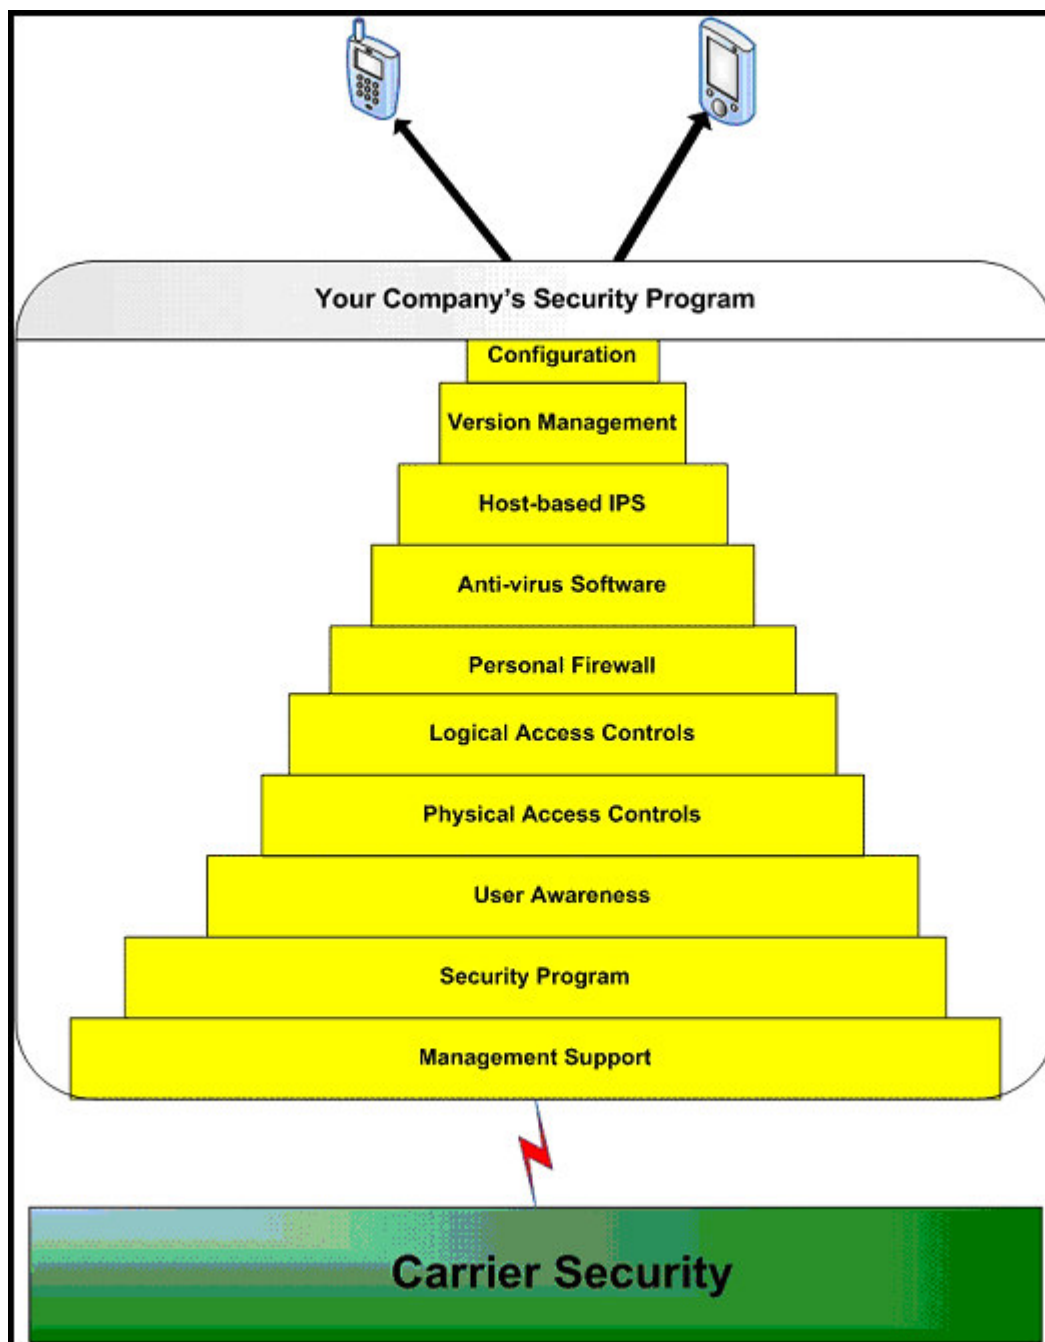 Your Company's Security Program
Configuration
Version Management
Host-based IPS
Anti-virus Software
Personal Firewall
Logical Access Controls
Physical Access Controls
User Awareness
Security Program
Management Support
Carrier Security